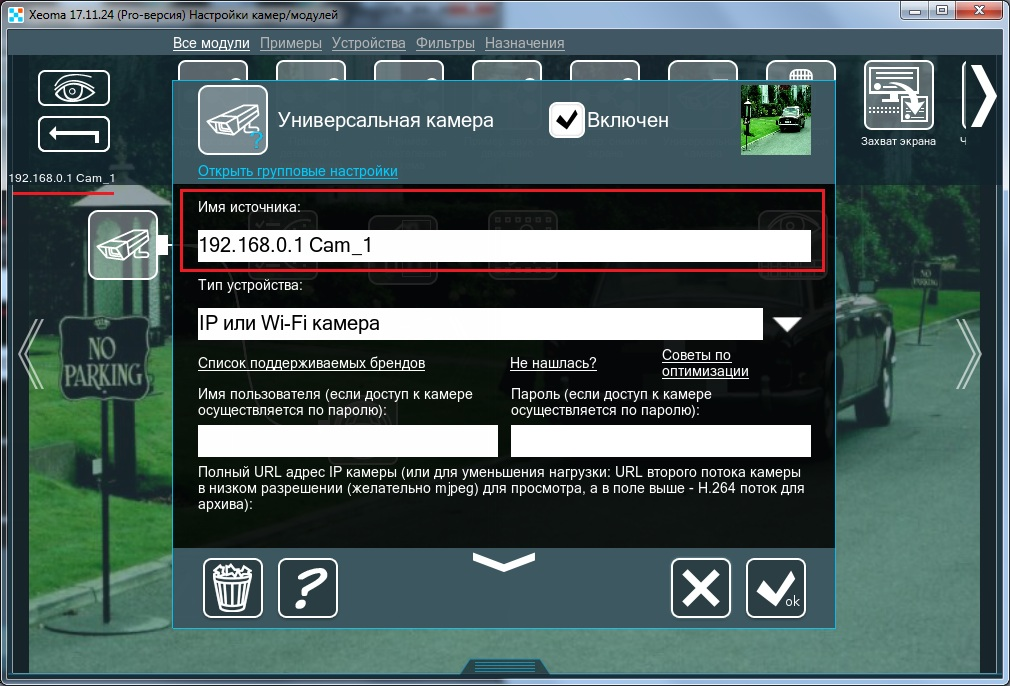 Xeoma 17.11.24 (Pro-версия) Настройки камер/модулей
Все модули Примеры Устройства Фильтры Назначения
Универсальная камера
Включен
Захват экрана
Ч
Открыть групповые настройки
192.168.0.1 Cam_1
Имя источника:
192.168.0.1 Cam_1
Тип устройства:
IP или Wi-Fi камера
Список поддерживаемых брендов
Не нашлась?
Советы по
оптимизации
NO
PARKING
Имя пользователя (если доступ к камере
осуществляется по паролю):
Пароль (если доступ к камере
осуществляется по паролю):
Полный URL адрес IP камеры (или для уменьшения нагрузки: URL второго потока камеры
в низком разрешении (желательно mjpeg) для просмотра, а в поле выше - H.264 поток для
архива):
?
ok